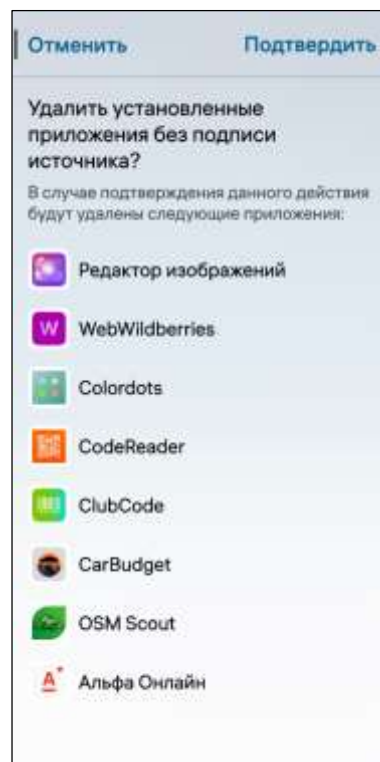 Отменить Подтвердить
Удалить установленные
приложения без подписи
источника?
В случае подтверждения данного действия
будут удалены следующие приложения:
Редактор изображений
W WebWildberries
Colordots
CodeReader
ClubCode
CarBudget
OSM Scout
A Альфа Онлайн